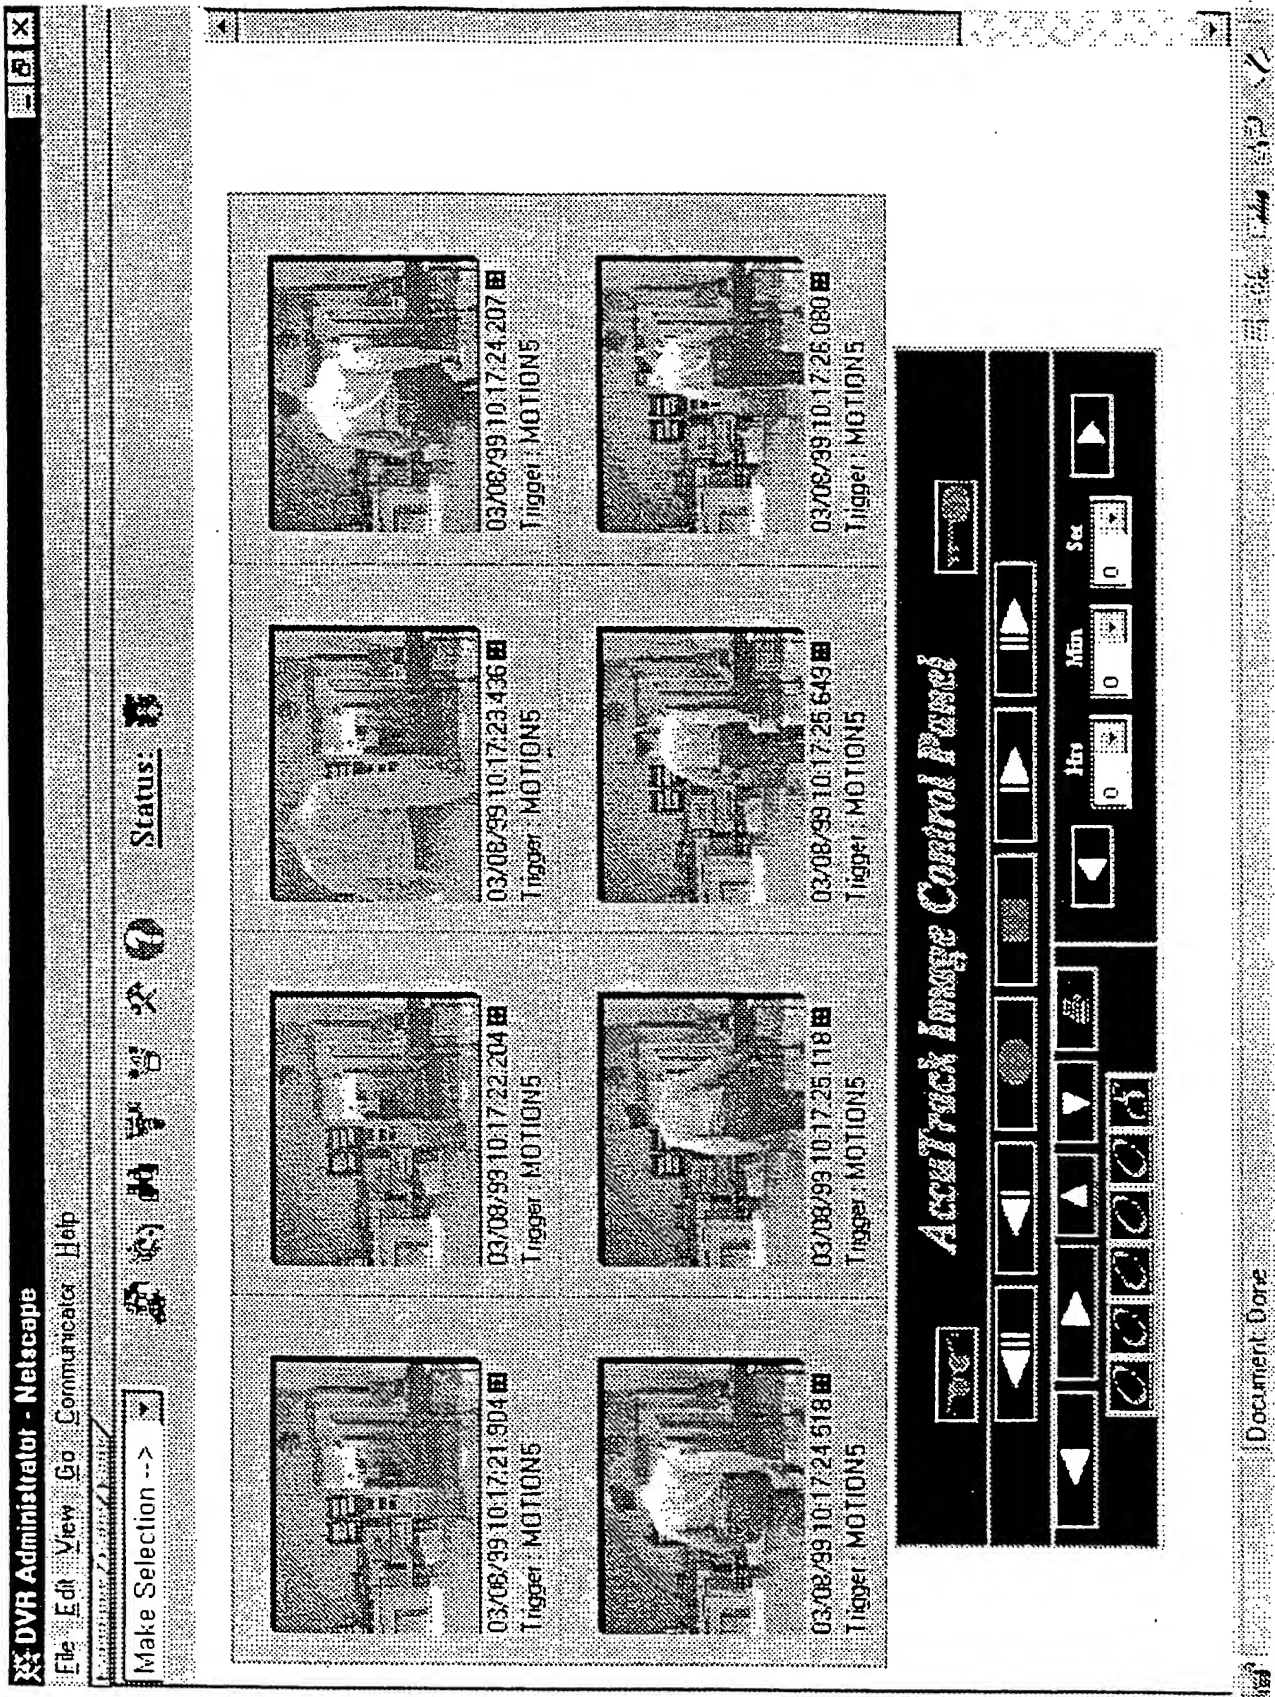 DVR Administrator - Netscape
File Edit View Go Communicator Help
Make Selection -->
Status:
03/08/99 10:17:21.904
Trigger: MOTION5
03/08/99 10:17:22.204
Trigger: MOTION5
03/08/99 10:17:23.436
Trigger: MOTION5
03/08/99 10:17:24.207
Trigger: MOTION5
03/08/99 10:17:24.518
Trigger: MOTION5
03/08/99 10:17:25.118
Trigger: MOTION5
03/08/99 10:17:25.649
Trigger: MOTION5
03/08/99 10:17:26.080
Trigger: MOTION5
AccuTrack Image Control Panel
Hrs Min Sec
0 0 0
Document: Done